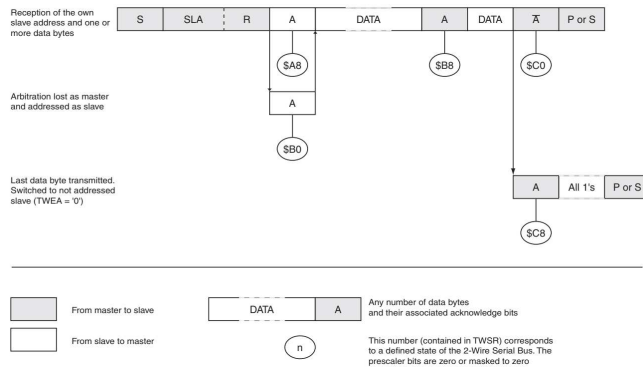 Reception of the own
slave address and one or
more data bytes
S SLA R A DATA A DATA A P or S
$A8 $B8 $C0
Arbitration lost as master
and addressed as slave
A
$B0
Last data byte transmitted.
Switched to not addressed
slave (TWEA = '0')
A All 1's P or S
$C8
From master to slave
DATA A
Any number of data bytes
and their associated acknowledge bits
From slave to master
n
This number (contained in TWSR) corresponds
to a defined state of the 2-Wire Serial Bus. The
prescaler bits are zero or masked to zero